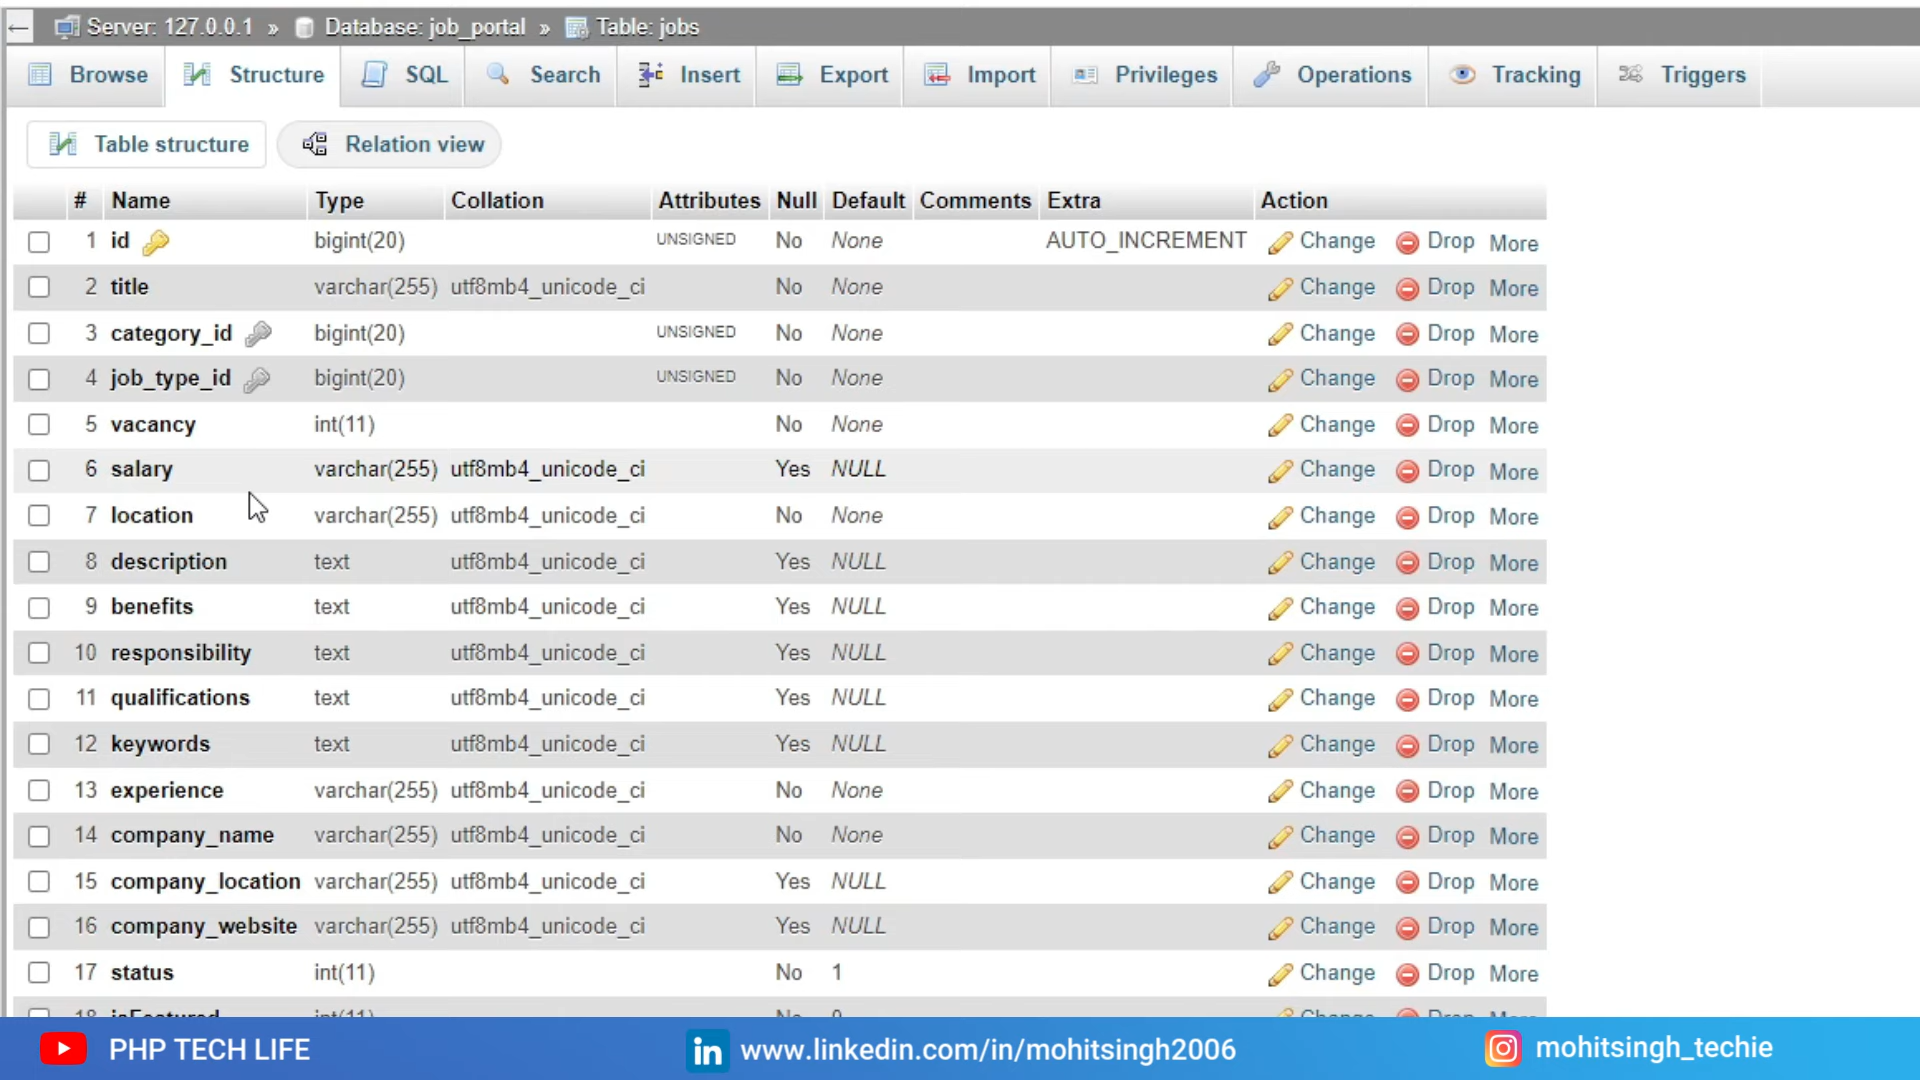 Server: 127.0.0.1 » Database: job_portal » Table: jobs
Browse Structure SQL Search Insert Export Import Privileges Operations Tracking Triggers
Table structure Relation view
# Name Type Collation Attributes Null Default Comments Extra Action
1 id bigint(20) UNSIGNED No None AUTO_INCREMENT Change Drop More
2 title varchar(255) utf8mb4_unicode_ci No None Change Drop More
3 category_id bigint(20) UNSIGNED No None Change Drop More
4 job_type_id bigint(20) UNSIGNED No None Change Drop More
5 vacancy int(11) No None Change Drop More
6 salary varchar(255) utf8mb4_unicode_ci Yes NULL Change Drop More
7 location varchar(255) utf8mb4_unicode_ci No None Change Drop More
8 description text utf8mb4_unicode_ci Yes NULL Change Drop More
9 benefits text utf8mb4_unicode_ci Yes NULL Change Drop More
10 responsibility text utf8mb4_unicode_ci Yes NULL Change Drop More
11 qualifications text utf8mb4_unicode_ci Yes NULL Change Drop More
12 keywords text utf8mb4_unicode_ci Yes NULL Change Drop More
13 experience varchar(255) utf8mb4_unicode_ci No None Change Drop More
14 company_name varchar(255) utf8mb4_unicode_ci No None Change Drop More
15 company_location varchar(255) utf8mb4_unicode_ci Yes NULL Change Drop More
16 company_website varchar(255) utf8mb4_unicode_ci Yes NULL Change Drop More
17 status int(11) No 1 Change Drop More
18 isFeatured int(11) No 0 Change Drop More
PHP TECH LIFE www.linkedin.com/in/mohitsingh2006 mohitsingh_techie